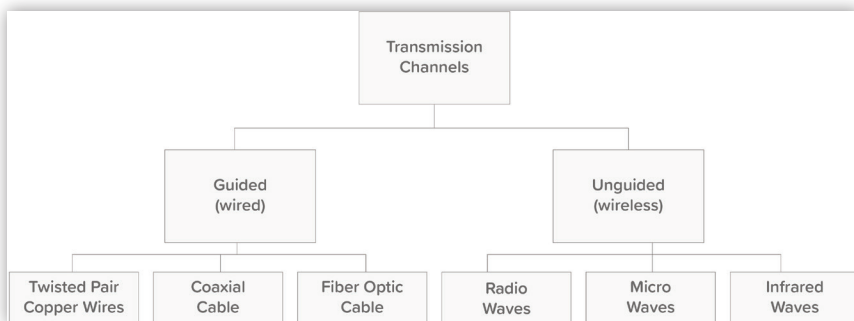 Transmission
Channels
Guided
(wired)
Unguided
(wireless)
Twisted Pair
Copper Wires
Coaxial
Cable
Fiber Optic
Cable
Radio
Waves
Micro
Waves
Infrared
Waves